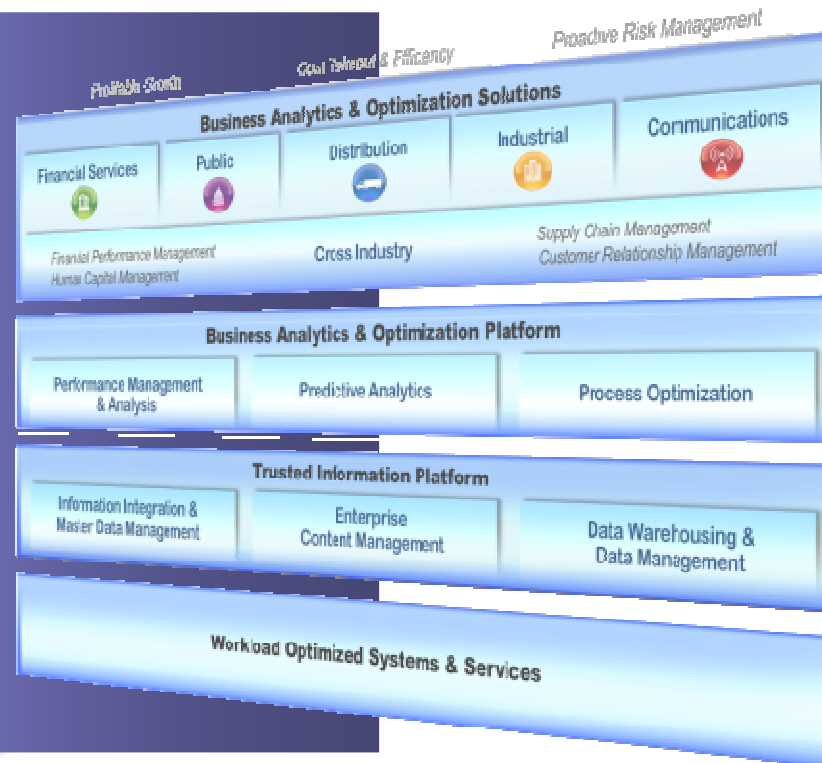 Proactive Risk Management
Cost Takeout & Efficency
Profitable Growth
Business Analytics & Optimization Solutions
Financial Services
Public
Distribution
Industrial
Communications
Financial Performance Management
Human Capital Management
Cross Industry
Supply Chain Management
Customer Relationship Management
Business Analytics & Optimization Platform
Performance Management
& Analysis
Predictive Analytics
Process Optimization
Trusted Information Platform
Information Integration &
Master Data Management
Enterprise
Content Management
Data Warehousing &
Data Management
Workload Optimized Systems & Services